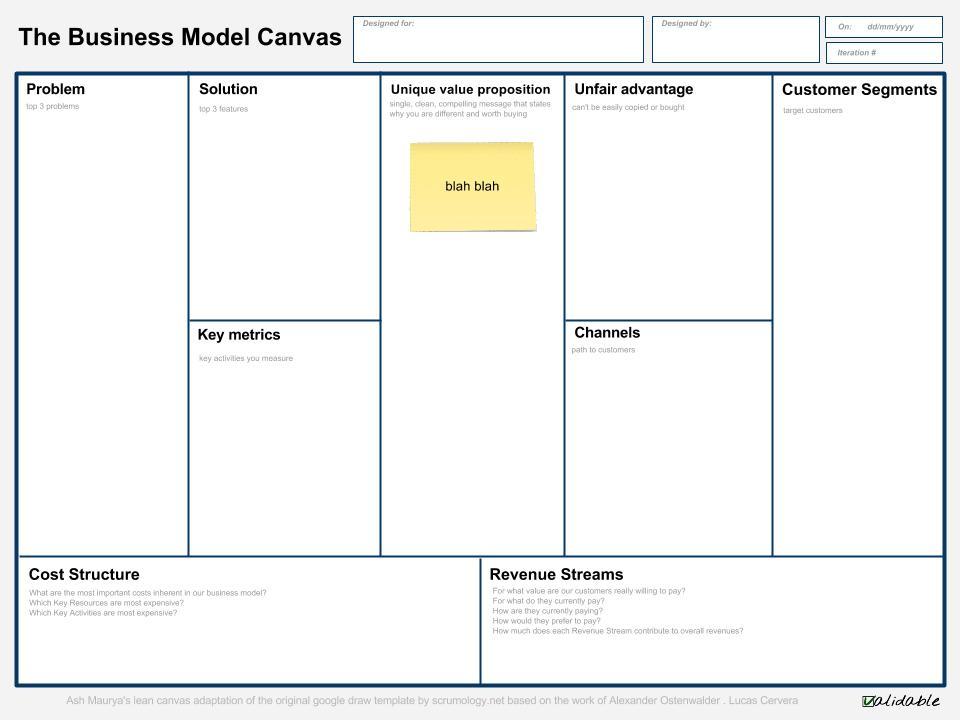 The Business Model Canvas
Designed for:
Designed by:
On: dd/mm/yyyy
Iteration #
Problem
top 3 problems
Solution
top 3 features
Key metrics
key activities you measure
Unique value proposition
single, clean, compelling message that states
why you are different and worth buying
blah blah
Unfair advantage
can't be easily copied or bought
Channels
path to customers
Customer Segments
target customers
Cost Structure
What are the most important costs inherent in our business model?
Which Key Resources are most expensive?
Which Key Activities are most expensive?
Revenue Streams
For what value are our customers really willing to pay?
For what do they currently pay?
How are they currently paying?
How would they prefer to pay?
How much does each Revenue Stream contribute to overall revenues?
Ash Maurya's lean canvas adaptation of the original google draw template by scrumology.net based on the work of Alexander Ostenwalder . Lucas Cervera
Validable